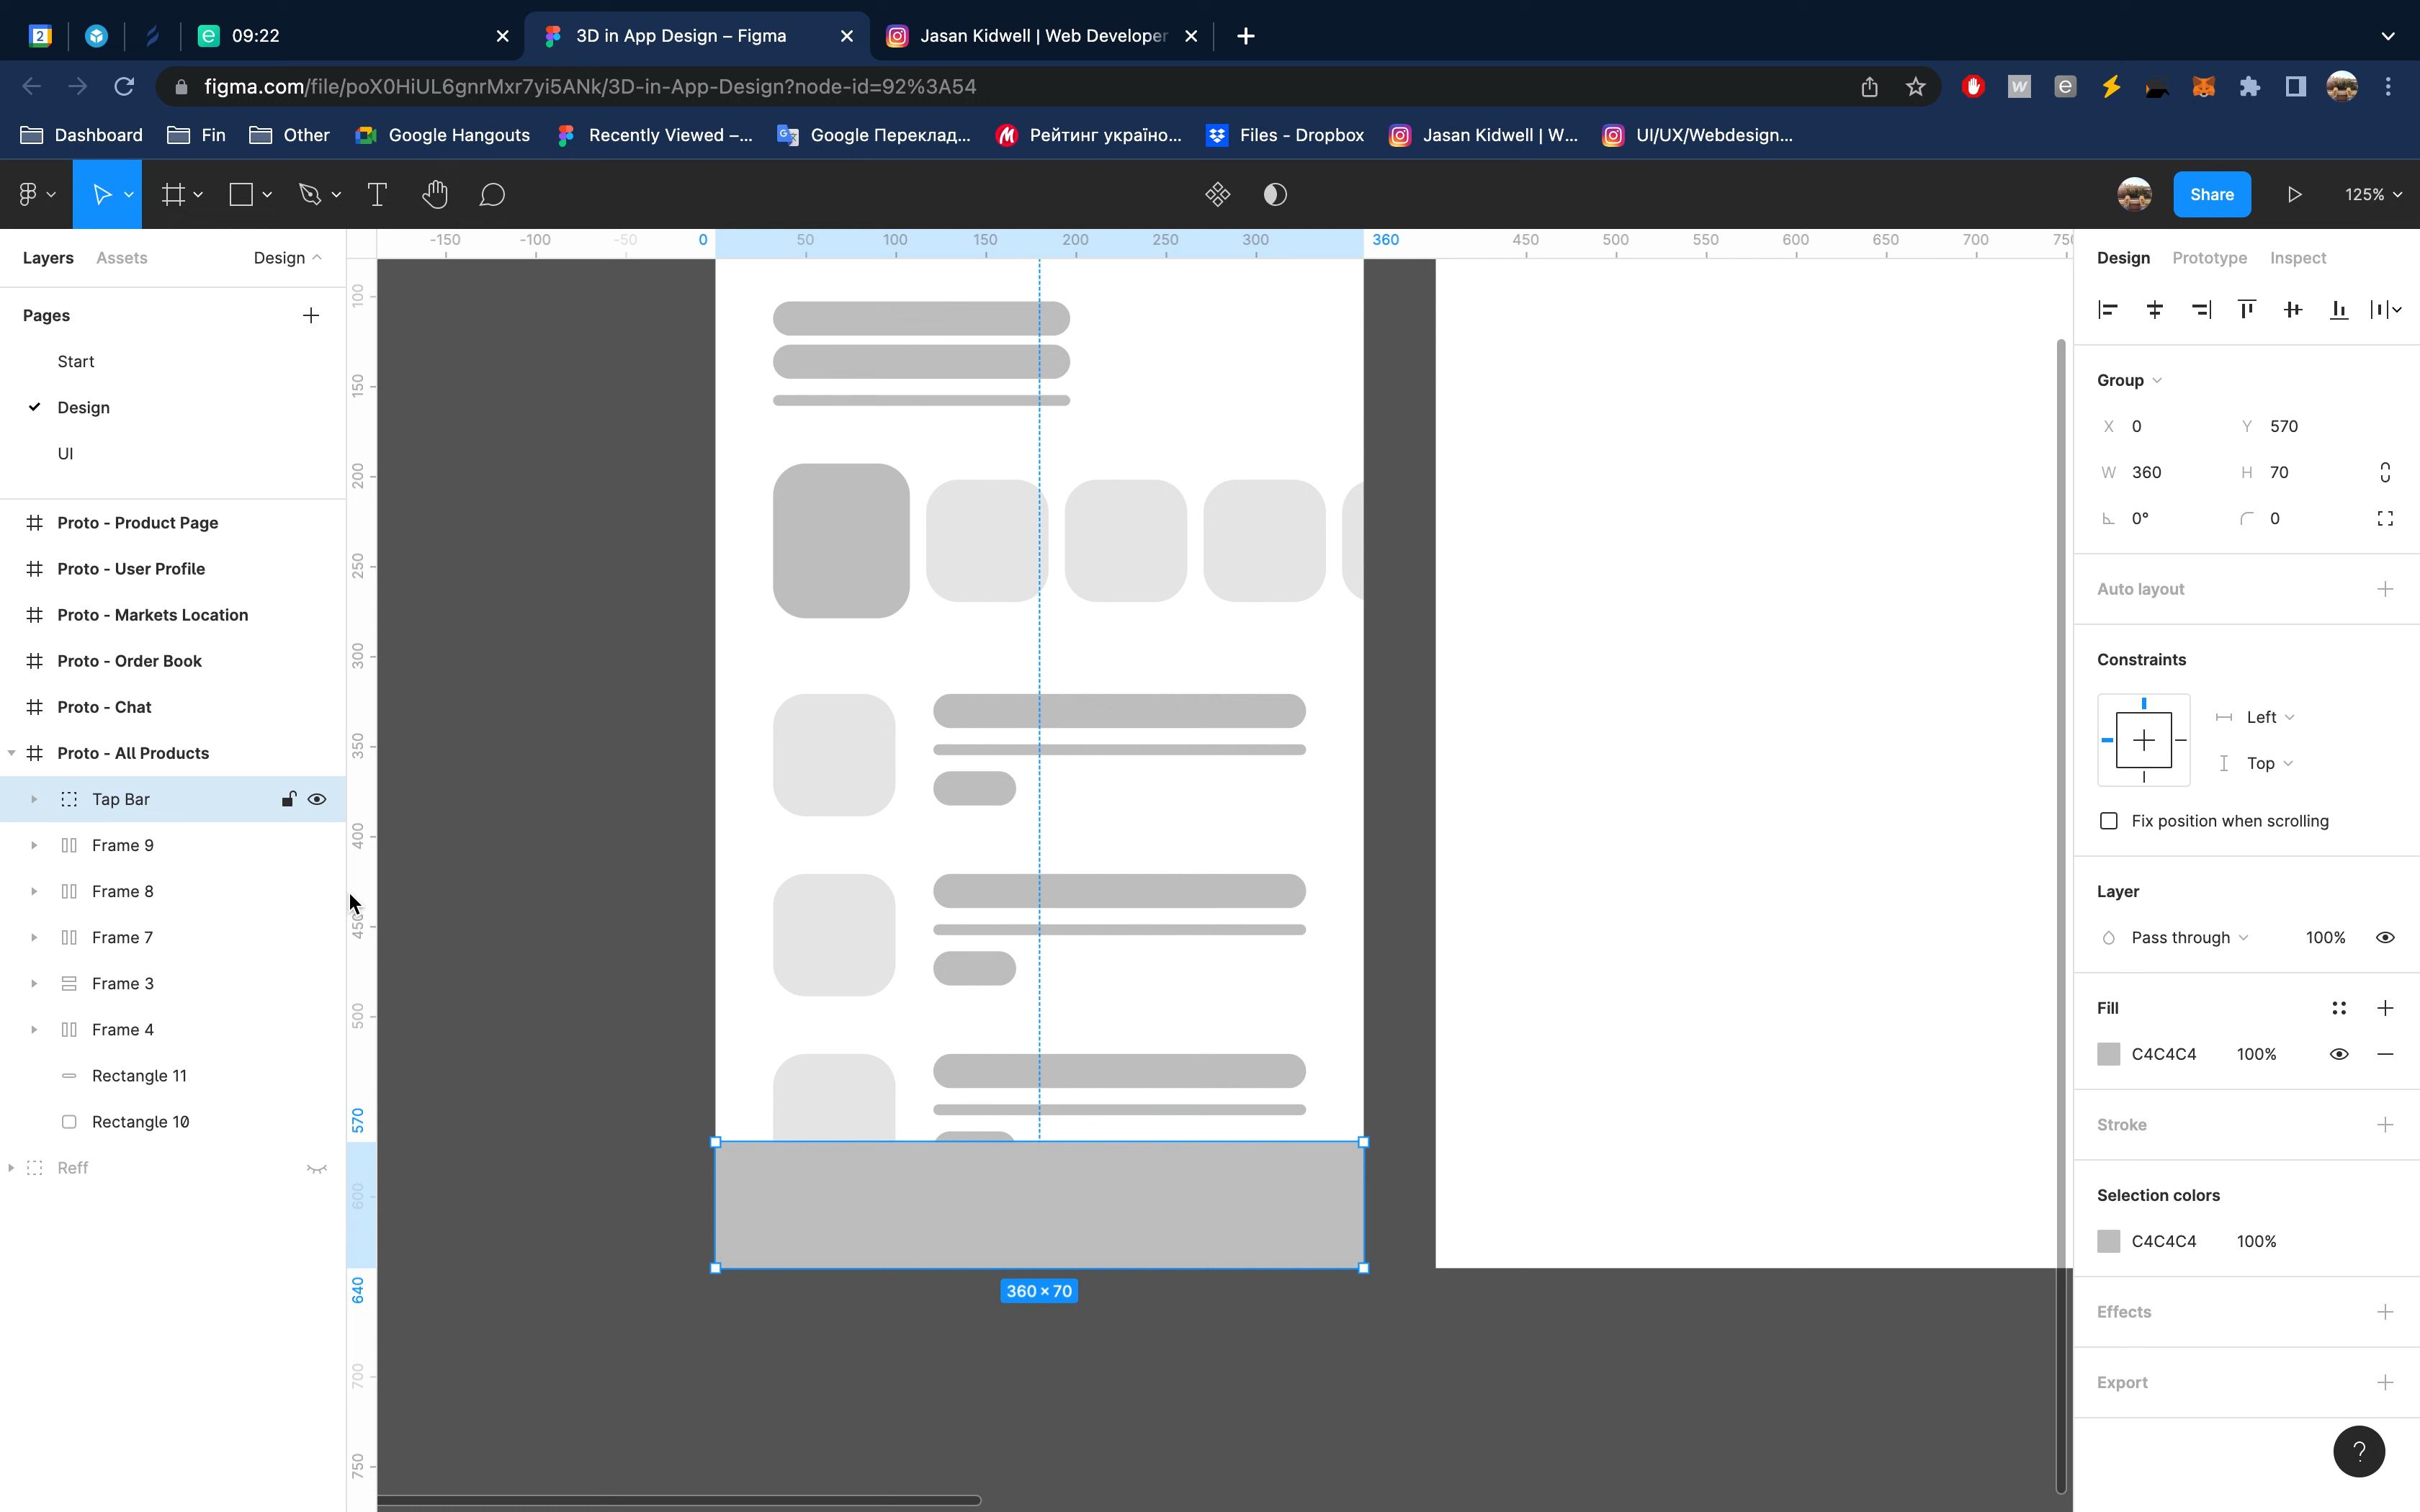 2
09:22
3D in App Design – Figma
Jasan Kidwell | Web Developer
figma.com/file/poX0HiUL6gnrMxr7yi5ANk/3D-in-App-Design?node-id=92%3A54
Dashboard
Fin
Other
Google Hangouts
Recently Viewed –...
Google Переклад...
Рейтинг україно...
Files - Dropbox
Jasan Kidwell | W...
UI/UX/Webdesign...
Share
125%
Layers
Assets
Design
Pages
Start
Design
UI
Proto - Product Page
Proto - User Profile
Proto - Markets Location
Proto - Order Book
Proto - Chat
Proto - All Products
Tap Bar
Frame 9
Frame 8
Frame 7
Frame 3
Frame 4
Rectangle 11
Rectangle 10
Reff
-150 -100 -50 0 50 100 150 200 250 300 360 450 500 550 600 650 700 750
100
150
200
250
300
350
400
450
500
570
600
640
700
750
360 × 70
Design
Prototype
Inspect
Group
X 0
Y 570
W 360
H 70
0°
0
Auto layout
Constraints
Left
Top
Fix position when scrolling
Layer
Pass through
100%
Fill
C4C4C4
100%
Stroke
Selection colors
C4C4C4
100%
Effects
Export
?